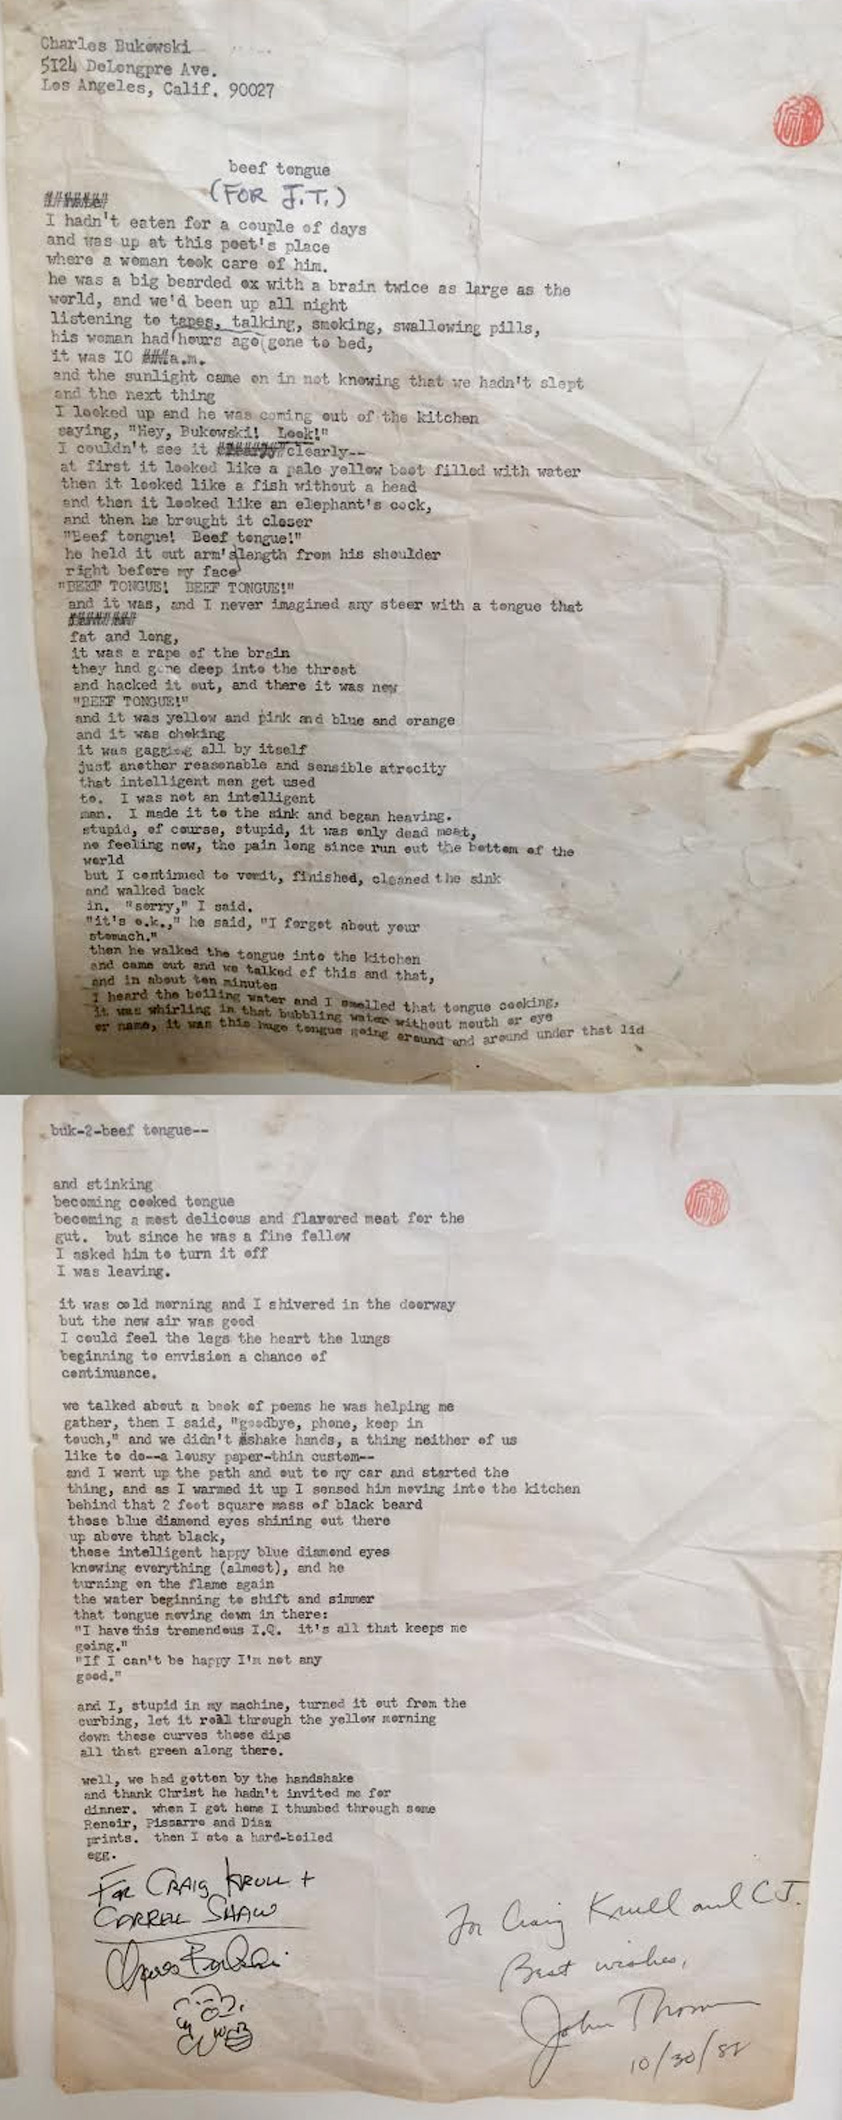 Charles Bukowski
5124 DeLongpre Ave.
Los Angeles, Calif. 90027
beef tongue
(FOR J.T.)
I hadn't eaten for a couple of days
and was up at this poet's place
where a woman took care of him.
he was a big bearded ox with a brain twice as large as the
world, and we'd been up all night
listening to tapes, talking, smoking, swallowing pills,
his woman had hours ago gone to bed,
it was IO a.m.
and the sunlight came on in not knowing that we hadn't slept
and the next thing
I looked up and he was coming out of the kitchen
saying, "Hey, Bukowski! Look!"
I couldn't see it clearly--
at first it looked like a pale yellow boot filled with water
then it looked like a fish without a head
and then it looked like an elephant's cock,
and then he brought it closer
"Beef tongue! Beef tongue!"
he held it out arm's length from his shoulder
right before my face
"BEEF TONGUE! BEEF TONGUE!"
and it was, and I never imagined any steer with a tongue that
fat and long,
it was a rape of the brain
they had gone deep into the throat
and hacked it out, and there it was now
"BEEF TONGUE!"
and it was yellow and pink and blue and orange
and it was choking
it was gagging all by itself
just another reasonable and sensible atrocity
that intelligent men get used
to. I was not an intelligent
man. I made it to the sink and began heaving.
stupid, of course, stupid, it was only dead meat,
no feeling now, the pain long since run out the bottom of the
world
but I continued to vomit, finished, cleaned the sink
and walked back
in. "sorry," I said.
"it's o.k.," he said, "I forgot about your
stomach."
then he walked the tongue into the kitchen
and came out and we talked of this and that,
and in about ten minutes
I heard the boiling water and I smelled that tongue cooking,
it was whirling in that bubbling water without mouth or eye
or name, it was this huge tongue going around and around under that lid
buk-2-beef tongue--
and stinking
becoming cooked tongue
becoming a most delicous and flavored meat for the
gut. but since he was a fine fellow
I asked him to turn it off
I was leaving.
it was cold morning and I shivered in the doorway
but the new air was good
I could feel the legs the heart the lungs
beginning to envision a chance of
continuance.
we talked about a book of poems he was helping me
gather, then I said, "goodbye, phone, keep in
touch," and we didn't shake hands, a thing neither of us
like to do--a lousy paper-thin custom--
and I went up the path and out to my car and started the
thing, and as I warmed it up I sensed him moving into the kitchen
behind that 2 foot square mass of black beard
those blue diamond eyes shining out there
up above that black,
those intelligent happy blue diamond eyes
knowing everything (almost), and he
turning on the flame again
the water beginning to shift and simmer
that tongue moving down in there:
"I have this tremendous I.Q. it's all that keeps me
going."
"If I can't be happy I'm not any
good."
and I, stupid in my machine, turned it out from the
curbing, let it roll through the yellow morning
down those curves those dips
all that green along there.
well, we had gotten by the handshake
and thank Christ he hadn't invited me for
dinner. when I got home I thumbed through some
Renoir, Pissarro and Diaz
prints. then I ate a hard-boiled
egg.
FOR CRAIG KRULL +
CARREL SHAW
Charles Bukowski
For Craig Krull and C.J.
Best wishes,
John Thomas
10/30/82